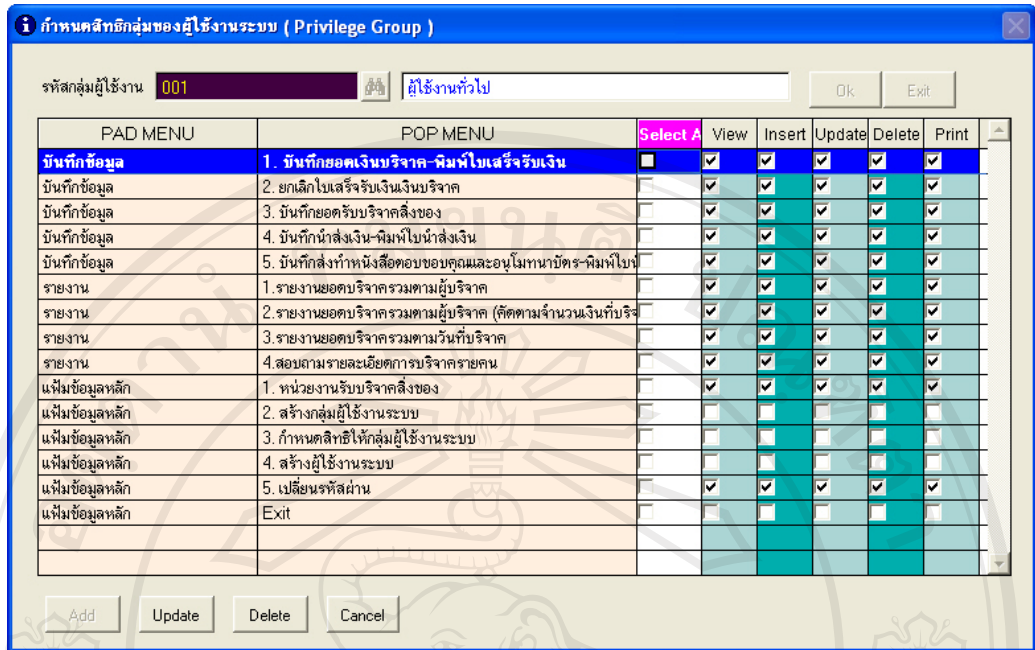 กำหนดสิทธิกลุ่มของผู้ใช้งานระบบ ( Privilege Group )
รหัสกลุ่มผู้ใช้งาน 001 ผู้ใช้งานทั่วไป Ok Exit
PAD MENU POP MENU Select A View Insert Update Delete Print
บันทึกข้อมูล 1. บันทึกยอดเงินบริจาค-พิมพ์ใบเสร็จรับเงิน
บันทึกข้อมูล 2. ยกเลิกใบเสร็จรับเงินเงินบริจาค
บันทึกข้อมูล 3. บันทึกยอดรับบริจาคสิ่งของ
บันทึกข้อมูล 4. บันทึกนำส่งเงิน-พิมพ์ใบนำส่งเงิน
บันทึกข้อมูล 5. บันทึกส่งทำหนังสือตอบขอบคุณและอนุโมทนาบัตร-พิมพ์ใบน
รายงาน 1.รายงานยอดบริจาครวมตามผู้บริจาค
รายงาน 2.รายงานยอดบริจาครวมตามผู้บริจาค (คัดตามจำนวนเงินที่บริจ
รายงาน 3.รายงานยอดบริจาครวมตามวันที่บริจาค
รายงาน 4.สอบถามรายละเอียดการบริจาครายคน
แฟ้มข้อมูลหลัก 1. หน่วยงานรับบริจาคสิ่งของ
แฟ้มข้อมูลหลัก 2. สร้างกลุ่มผู้ใช้งานระบบ
แฟ้มข้อมูลหลัก 3. กำหนดสิทธิให้กลุ่มผู้ใช้งานระบบ
แฟ้มข้อมูลหลัก 4. สร้างผู้ใช้งานระบบ
แฟ้มข้อมูลหลัก 5. เปลี่ยนรหัสผ่าน
แฟ้มข้อมูลหลัก Exit
Add Update Delete Cancel